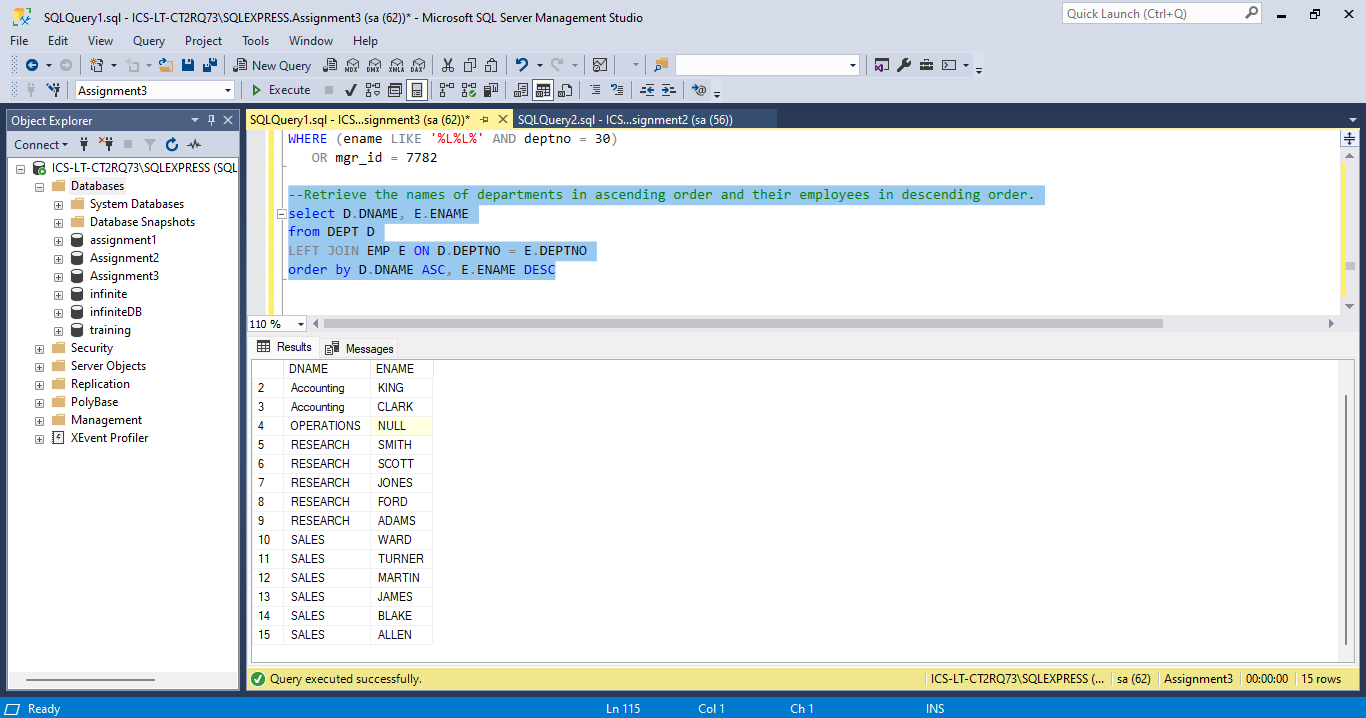 SQLQuery1.sql - ICS-LT-CT2RQ73\SQLEXPRESS.Assignment3 (sa (62))* - Microsoft SQL Server Management Studio
Quick Launch (Ctrl+Q)
File Edit View Query Project Tools Window Help
New Query MDX DMX XMLA DAX
Assignment3 Execute
Object Explorer
Connect
ICS-LT-CT2RQ73\SQLEXPRESS (SQL
Databases
System Databases
Database Snapshots
assignment1
Assignment2
Assignment3
infinite
infiniteDB
training
Security
Server Objects
Replication
PolyBase
Management
XEvent Profiler
SQLQuery1.sql - ICS...signment3 (sa (62))* SQLQuery2.sql - ICS...signment2 (sa (56))
WHERE (ename LIKE '%L%L%' AND deptno = 30)
OR mgr_id = 7782
--Retrieve the names of departments in ascending order and their employees in descending order.
select D.DNAME, E.ENAME
from DEPT D
LEFT JOIN EMP E ON D.DEPTNO = E.DEPTNO
order by D.DNAME ASC, E.ENAME DESC
110 %
Results Messages
DNAME ENAME
2 Accounting KING
3 Accounting CLARK
4 OPERATIONS NULL
5 RESEARCH SMITH
6 RESEARCH SCOTT
7 RESEARCH JONES
8 RESEARCH FORD
9 RESEARCH ADAMS
10 SALES WARD
11 SALES TURNER
12 SALES MARTIN
13 SALES JAMES
14 SALES BLAKE
15 SALES ALLEN
Query executed successfully. ICS-LT-CT2RQ73\SQLEXPRESS (... sa (62) Assignment3 00:00:00 15 rows
Ready Ln 115 Col 1 Ch 1 INS